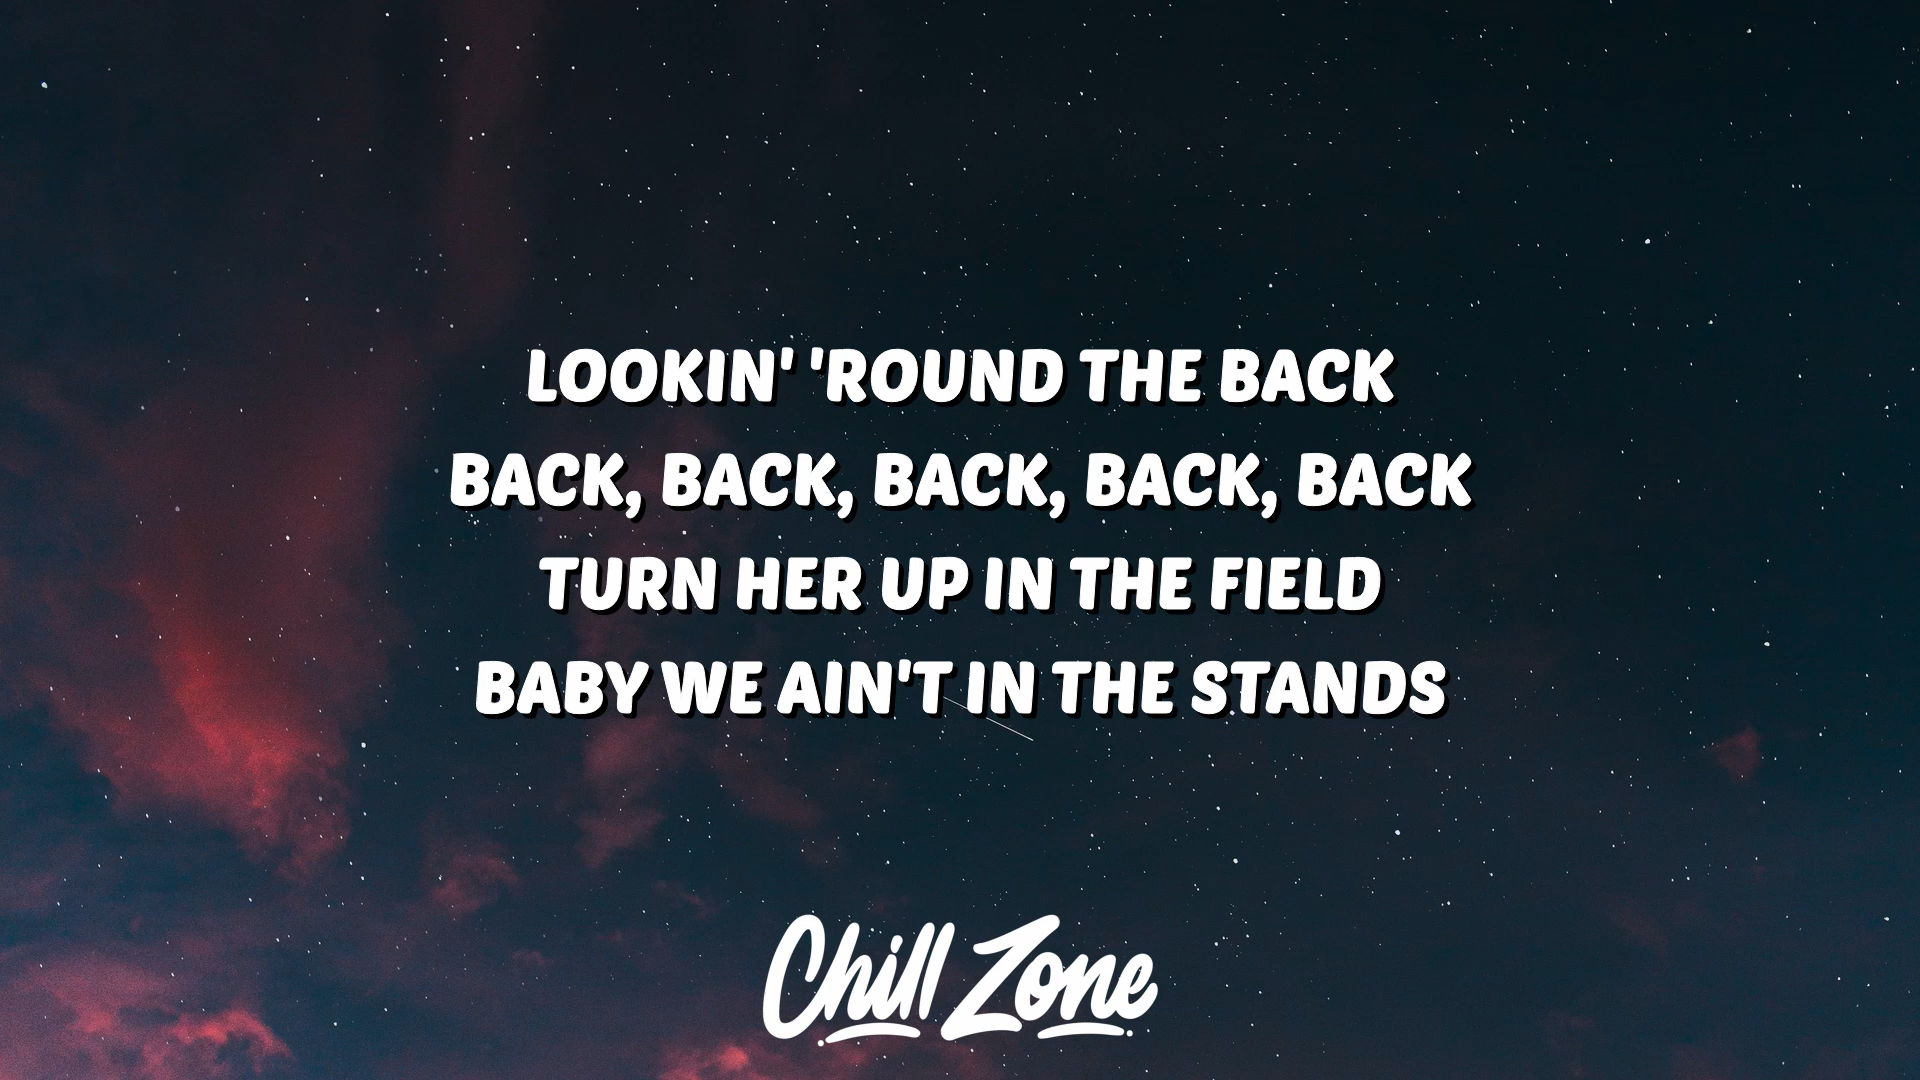 LOOKIN' 'ROUND THE BACK
BACK, BACK, BACK, BACK, BACK
TURN HER UP IN THE FIELD
BABY WE AIN'T IN THE STANDS
Chill Zone